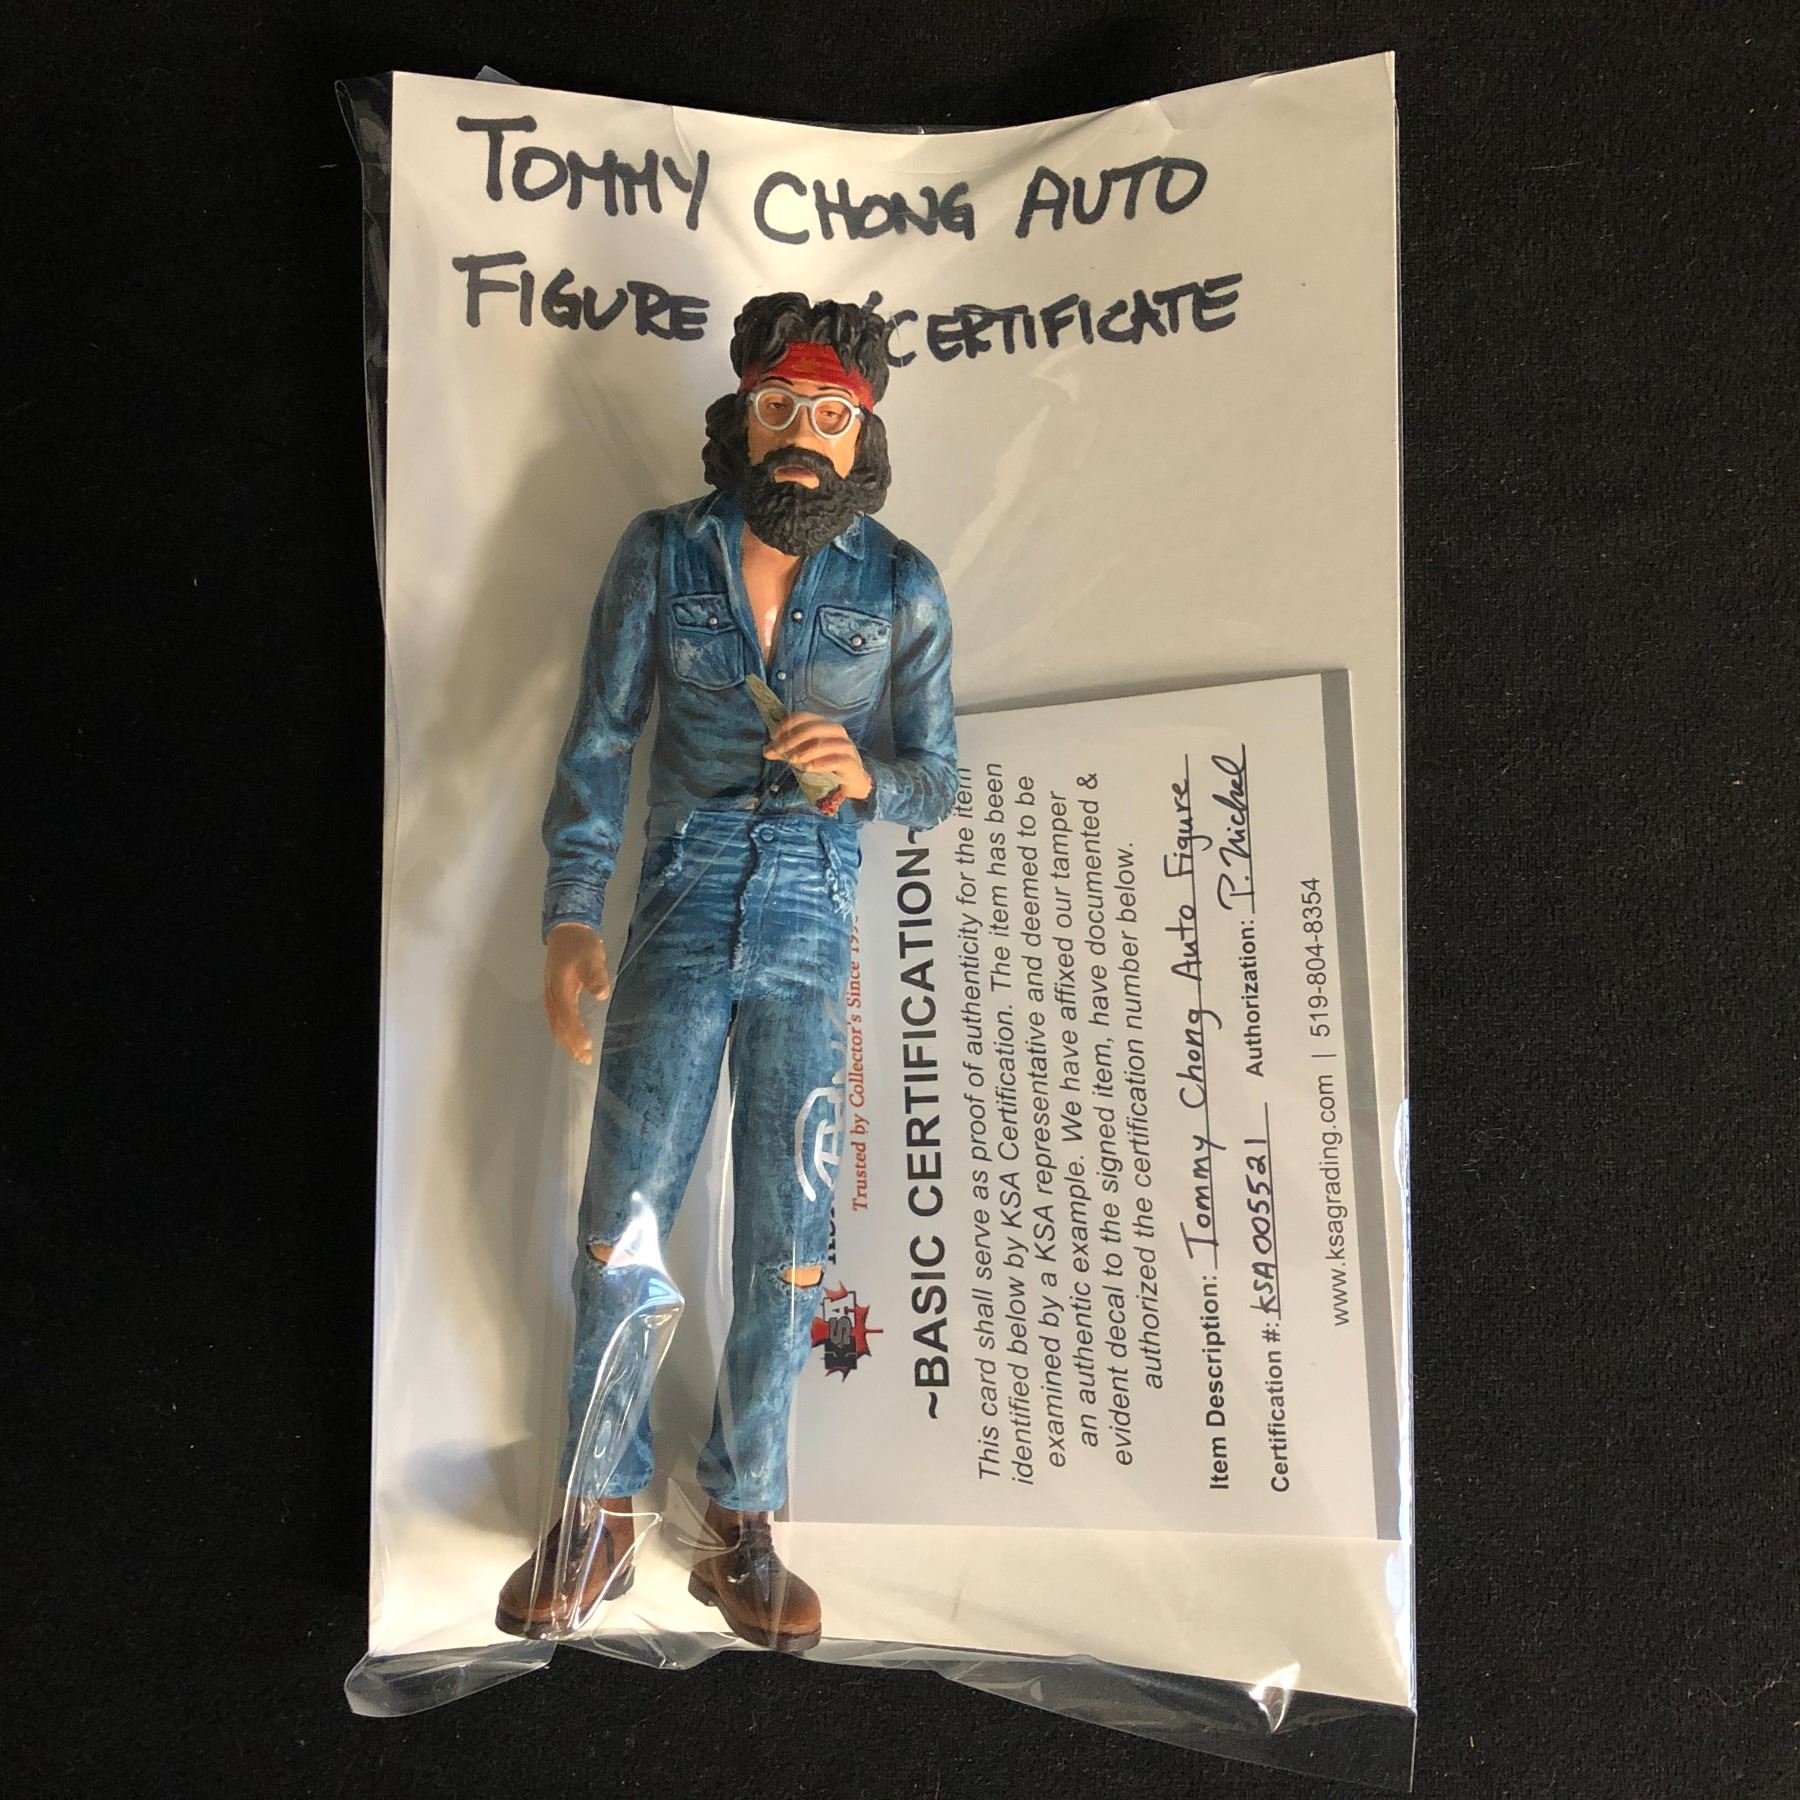 TOMMY CHONG AUTO
FIGURE CERTIFICATE
KSA
Trusted by Collector's Since
~BASIC CERTIFICATION~
This card shall serve as proof of authenticity for the item
identified below by KSA Certification. The item has been
examined by a KSA representative and deemed to be
an authentic example. We have affixed our tamper
evident decal to the signed item, have documented &
authorized the certification number below.
Item Description: Tommy Chong Auto Figure
Certification #: KSA005521 Authorization: P. Michel
www.ksagrading.com | 519-804-8354